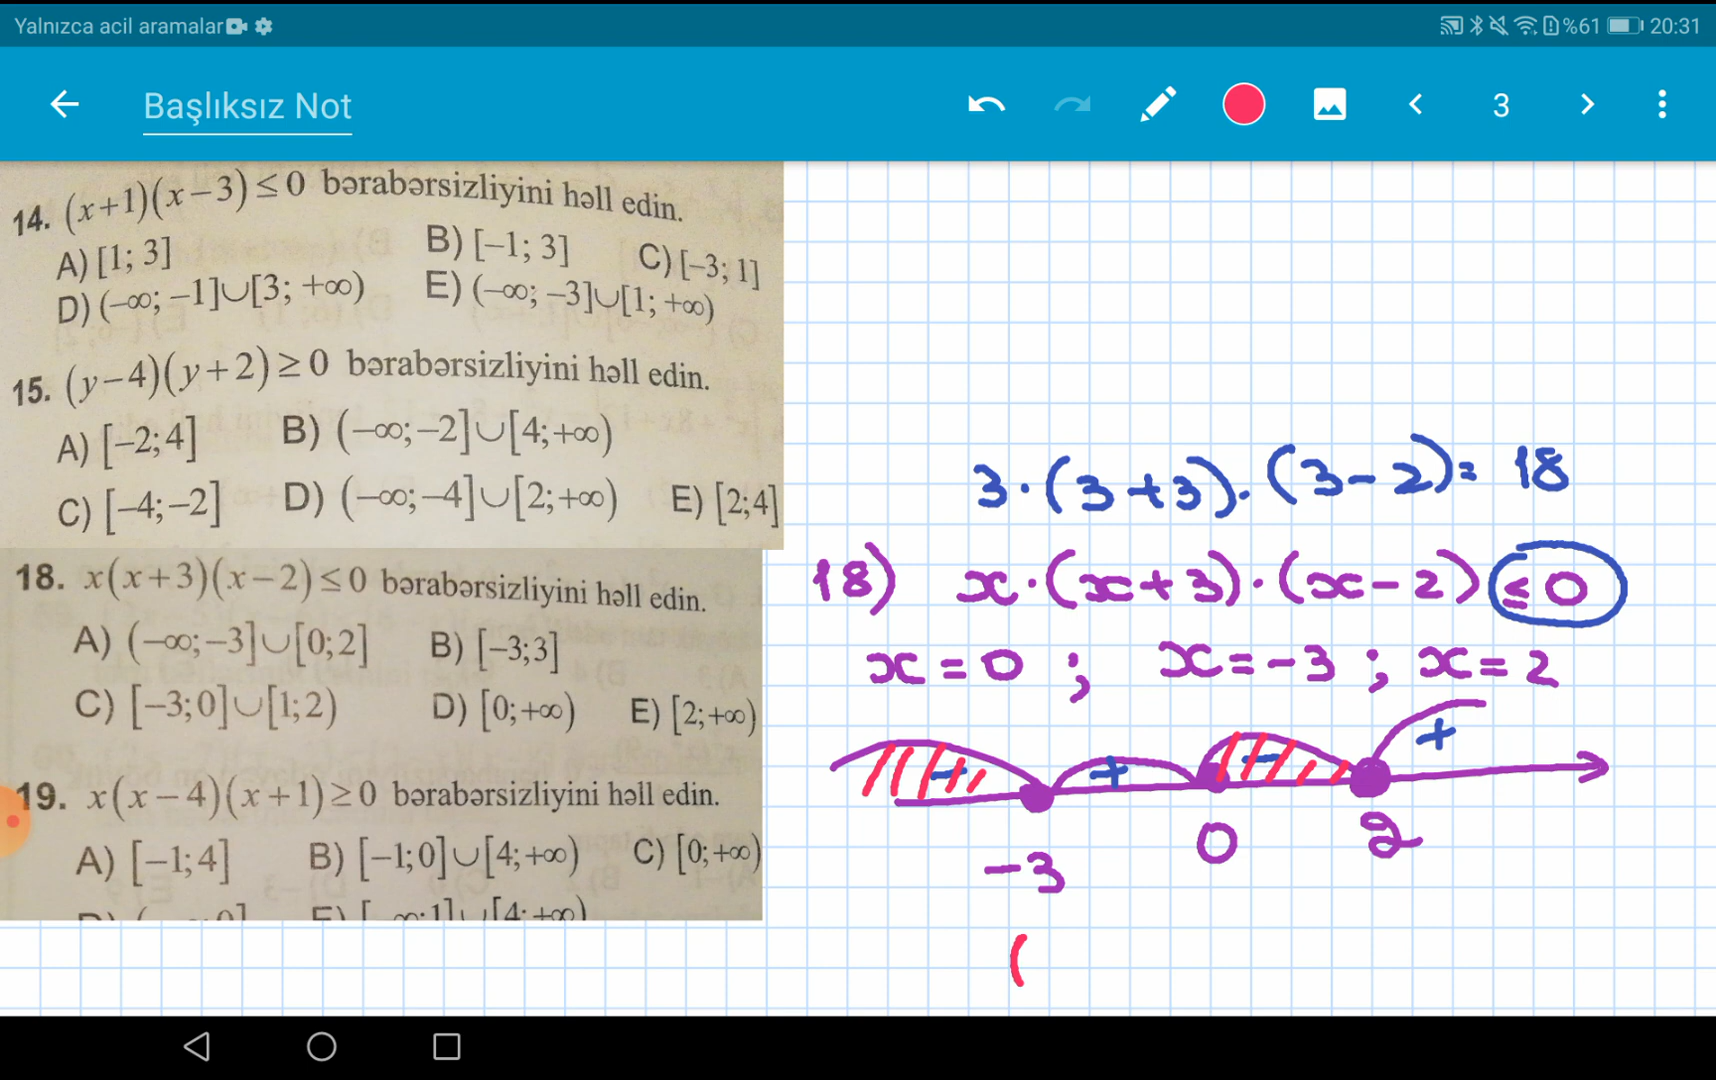 Yalnızca acil aramalar %61 20:31
Başlıksız Not 3
14. (x+1)(x−3)≤0 bərabərsizliyini həll edin.
A) [1; 3] B) [−1; 3] C) [−3; 1]
D) (−∞; −1]∪[3; +∞) E) (−∞; −3]∪[1; +∞)
15. (y−4)(y+2)≥0 bərabərsizliyini həll edin.
A) [−2;4] B) (−∞;−2]∪[4;+∞)
C) [−4;−2] D) (−∞;−4]∪[2;+∞) E) [2;4]
18. x(x+3)(x−2)≤0 bərabərsizliyini həll edin.
A) (−∞;−3]∪[0;2] B) [−3;3]
C) [−3;0]∪[1;2) D) [0;+∞) E) [2;+∞)
19. x(x−4)(x+1)≥0 bərabərsizliyini həll edin.
A) [−1;4] B) [−1;0]∪[4;+∞) C) [0;+∞)
3·(3+3)·(3−2)= 18
18) x·(x+3)·(x−2) ≤0
x=0 ; x=−3 ; x=2
− + − +
−3 0 2
(